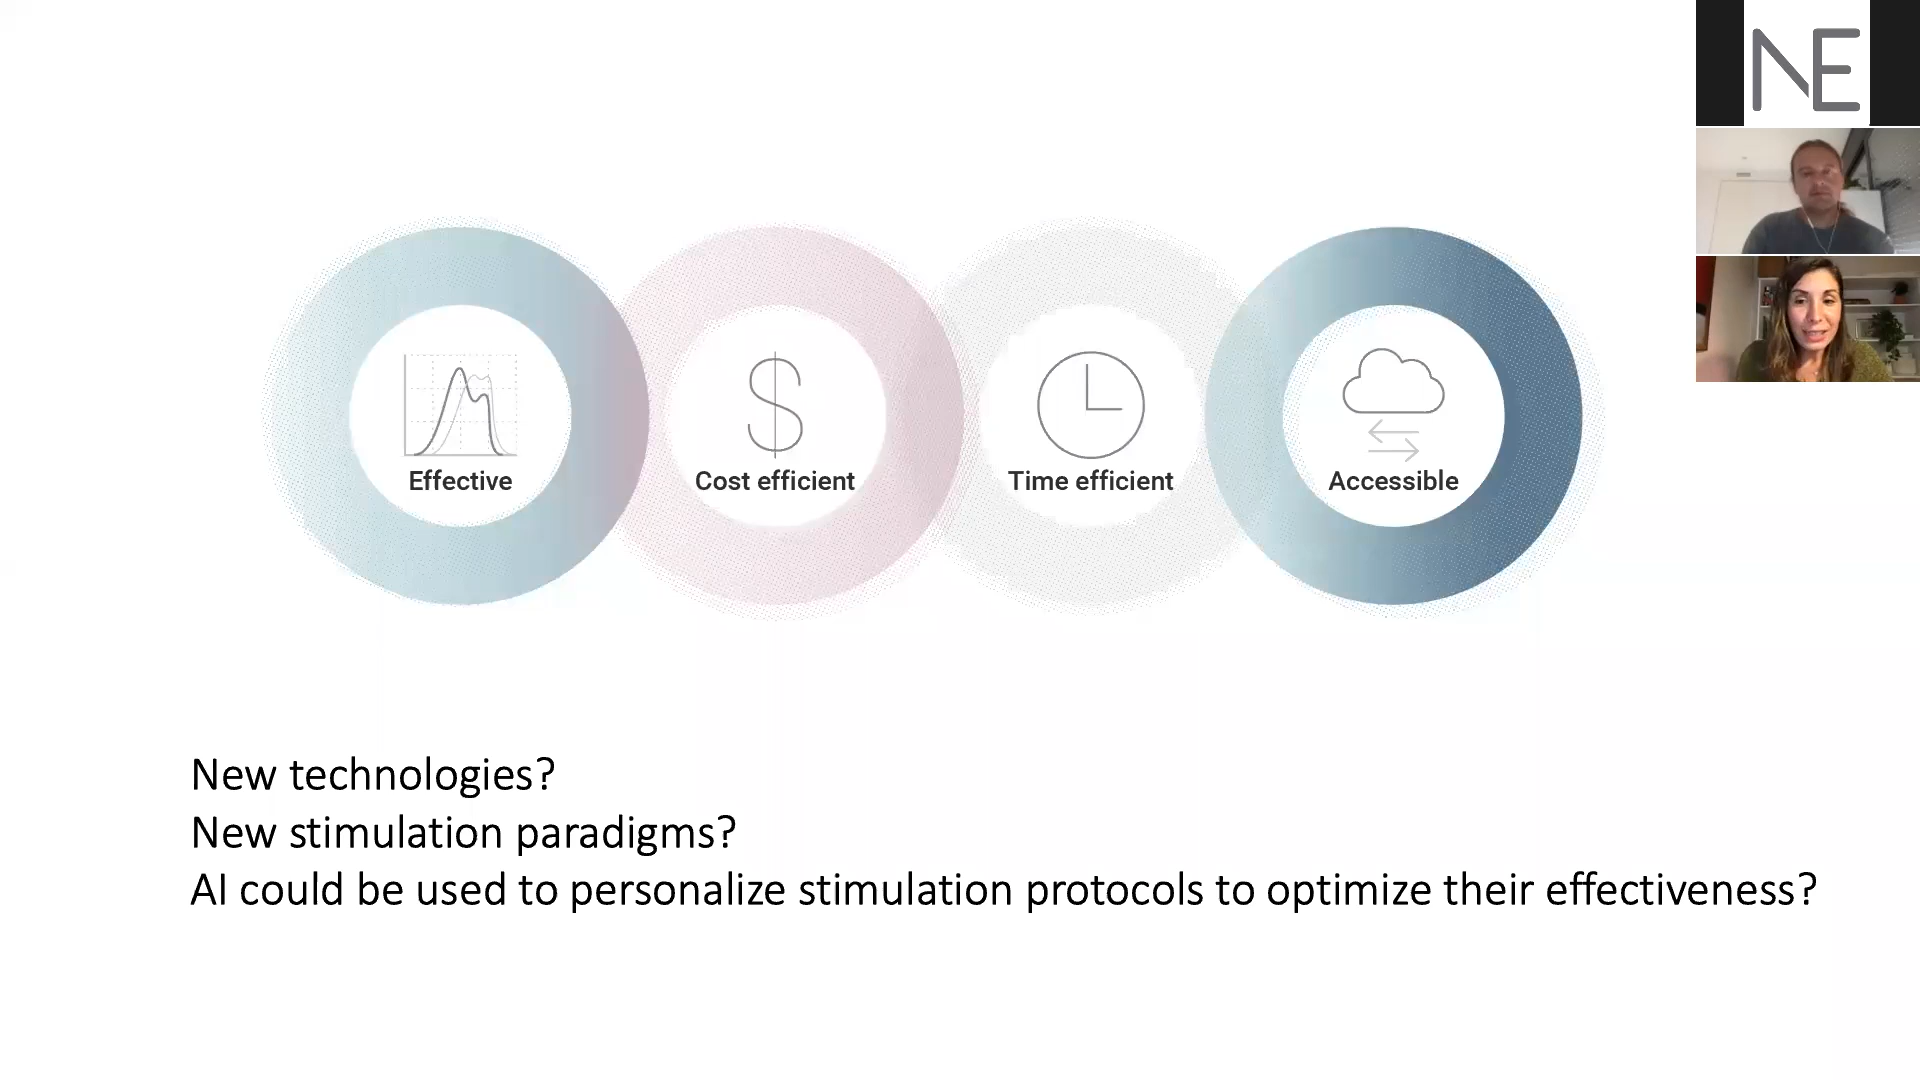 NE
Effective
Cost efficient
Time efficient
Accessible
New technologies?
New stimulation paradigms?
AI could be used to personalize stimulation protocols to optimize their effectiveness?